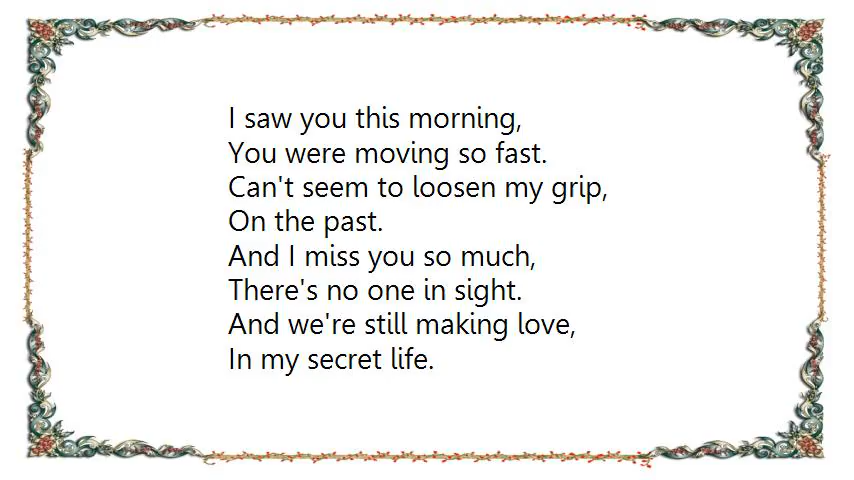 I saw you this morning,
You were moving so fast.
Can't seem to loosen my grip,
On the past.
And I miss you so much,
There's no one in sight.
And we're still making love,
In my secret life.